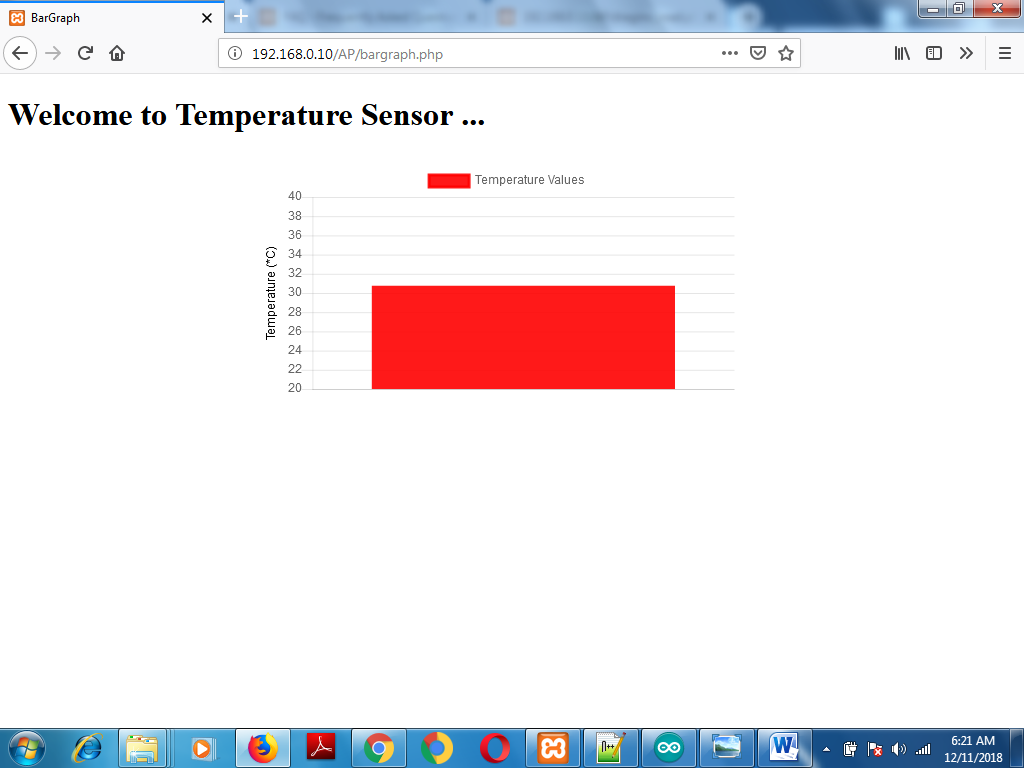 BarGraph
192.168.0.10/AP/bargraph.php
Welcome to Temperature Sensor ...
Temperature Values
Temperature (*C)
40
38
36
34
32
30
28
26
24
22
20
6:21 AM
12/11/2018